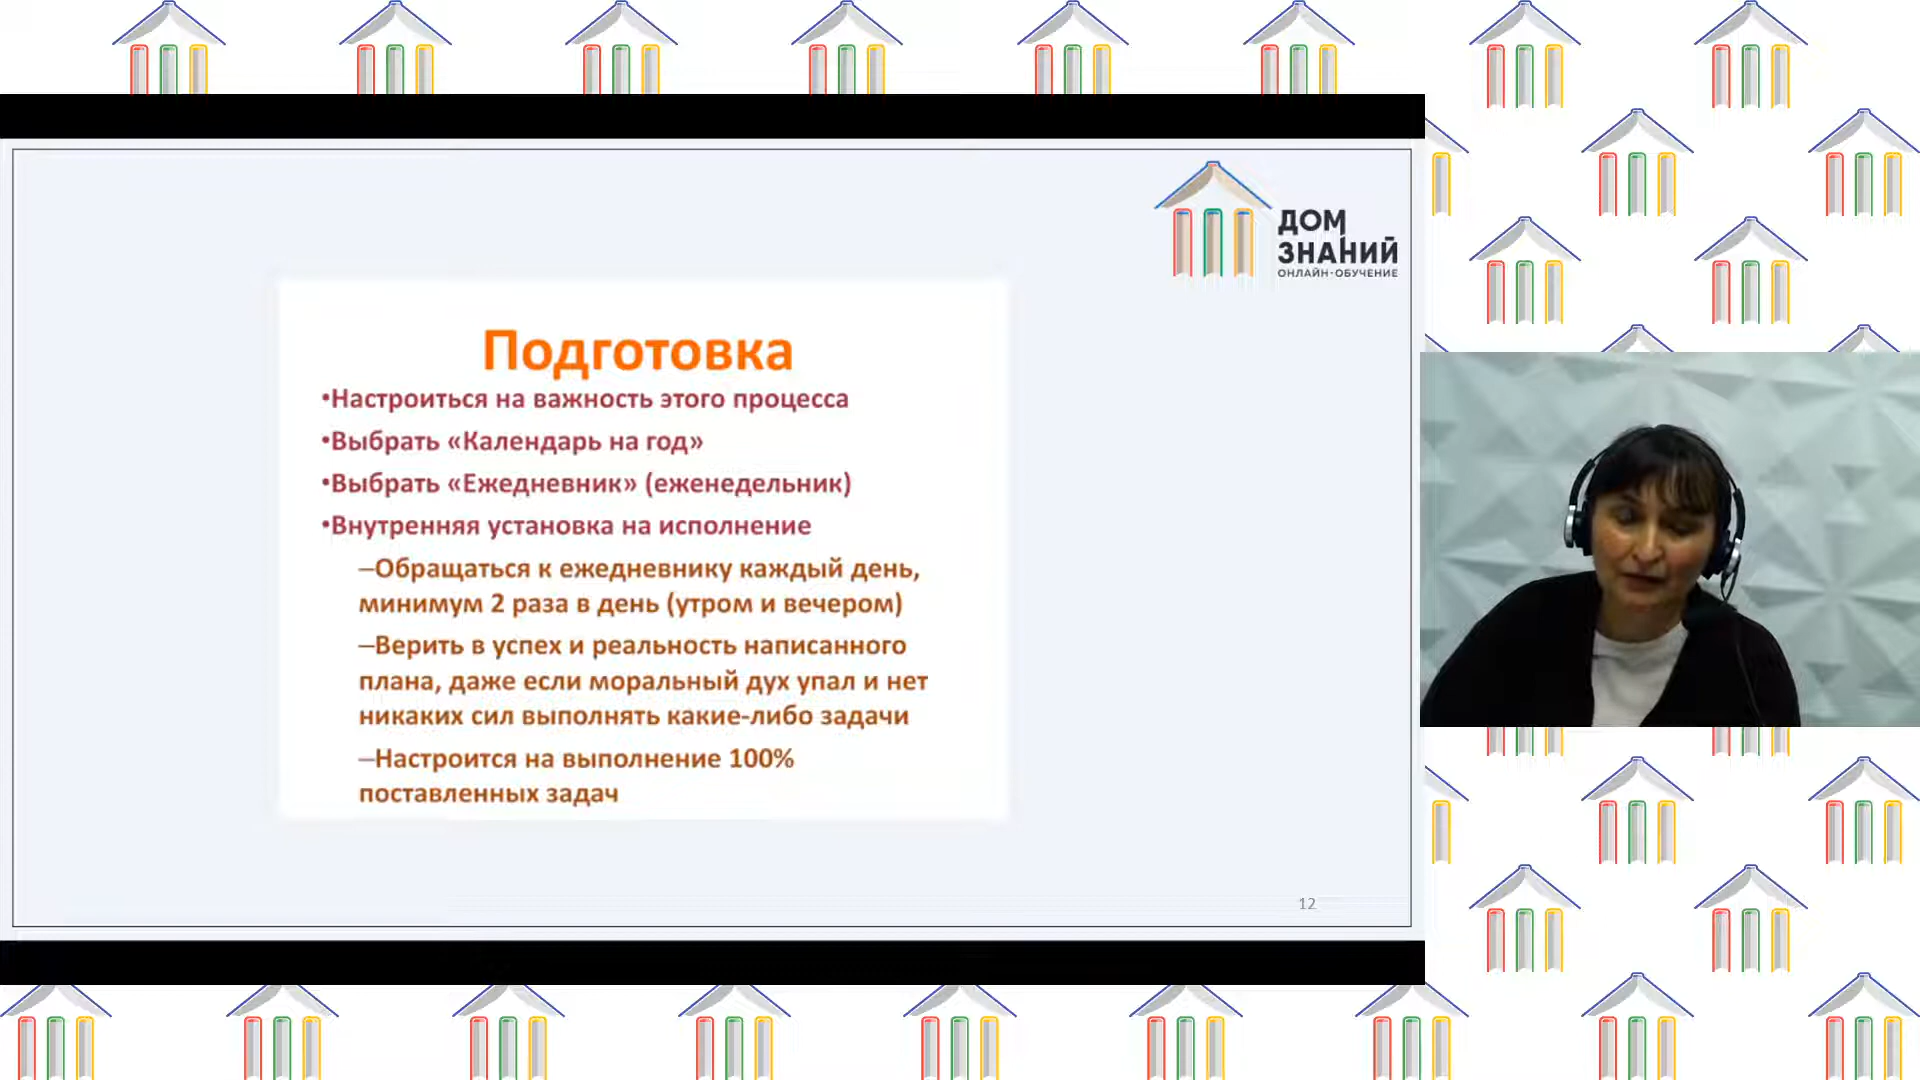 ДОМ
ЗНАНИЙ
ОНЛАЙН-ОБУЧЕНИЕ
Подготовка
•Настроиться на важность этого процесса
•Выбрать «Календарь на год»
•Выбрать «Ежедневник» (еженедельник)
•Внутренняя установка на исполнение
–Обращаться к ежедневнику каждый день,
минимум 2 раза в день (утром и вечером)
–Верить в успех и реальность написанного
плана, даже если моральный дух упал и нет
никаких сил выполнять какие-либо задачи
–Настроится на выполнение 100%
поставленных задач
12